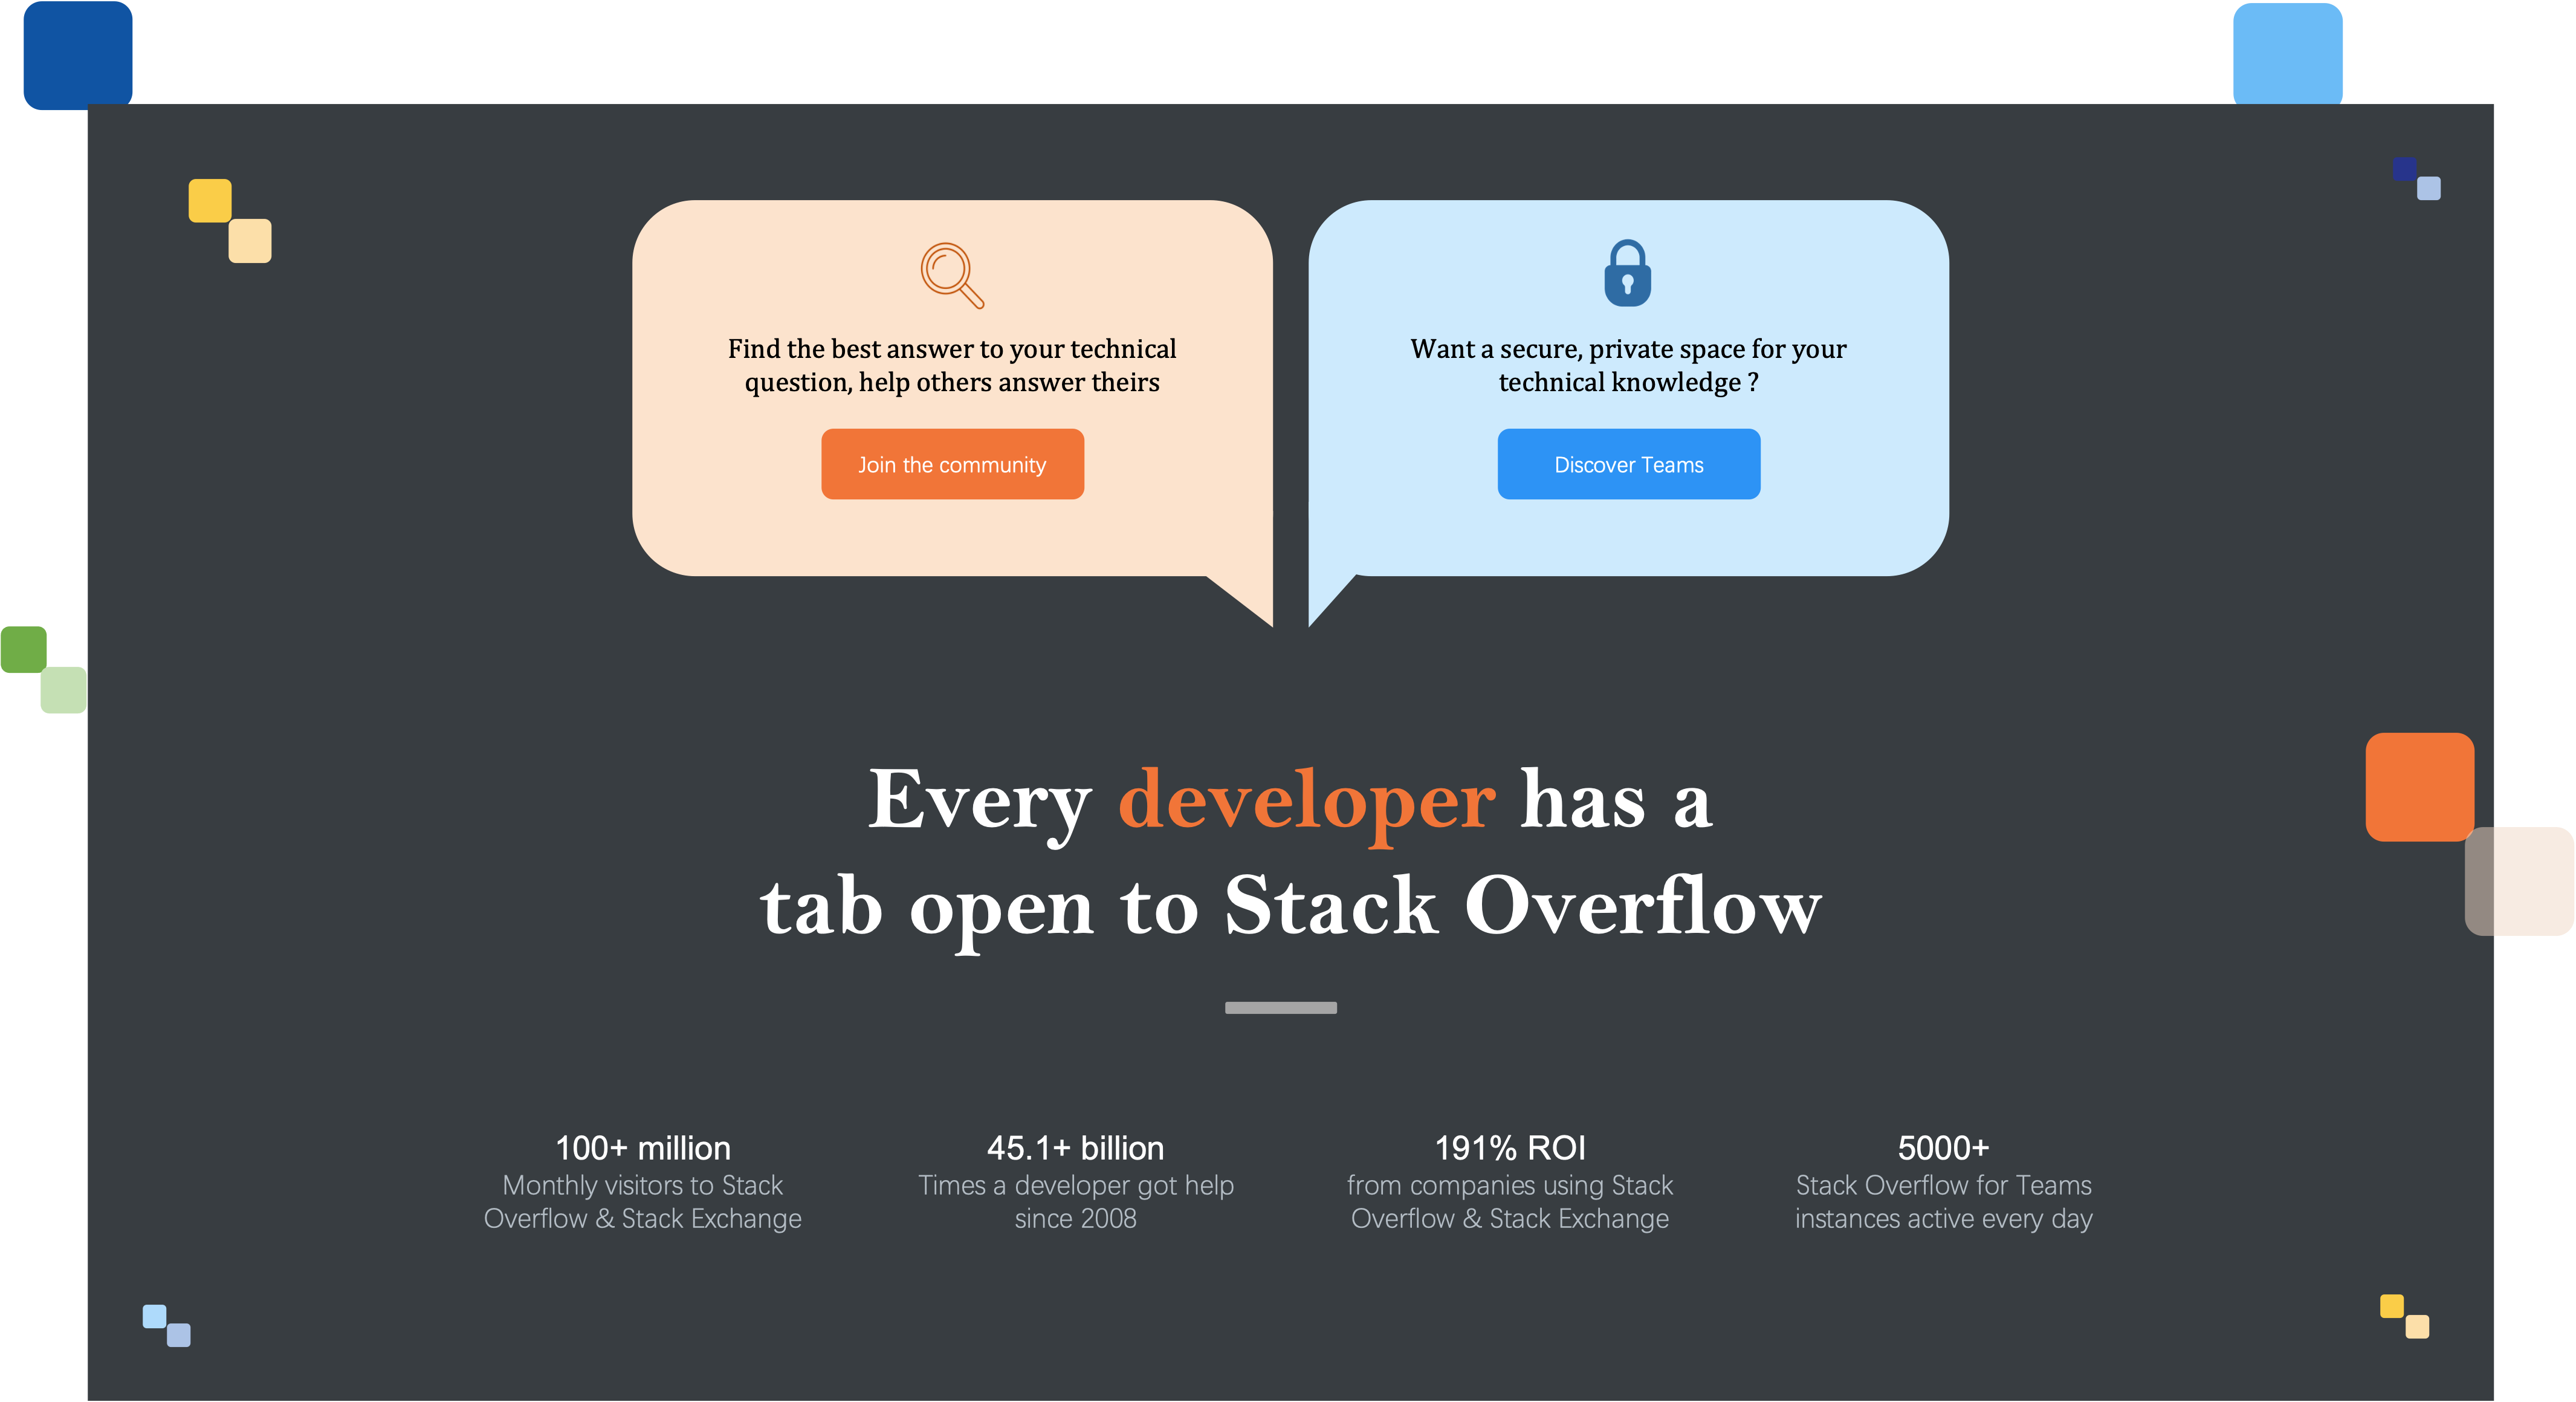 Find the best answer to your technical
question, help others answer theirs
Join the community
Want a secure, private space for your
technical knowledge ?
Discover Teams
Every developer has a
tab open to Stack Overflow
100+ million
Monthly visitors to Stack
Overflow & Stack Exchange
45.1+ billion
Times a developer got help
since 2008
191% ROI
from companies using Stack
Overflow & Stack Exchange
5000+
Stack Overflow for Teams
instances active every day